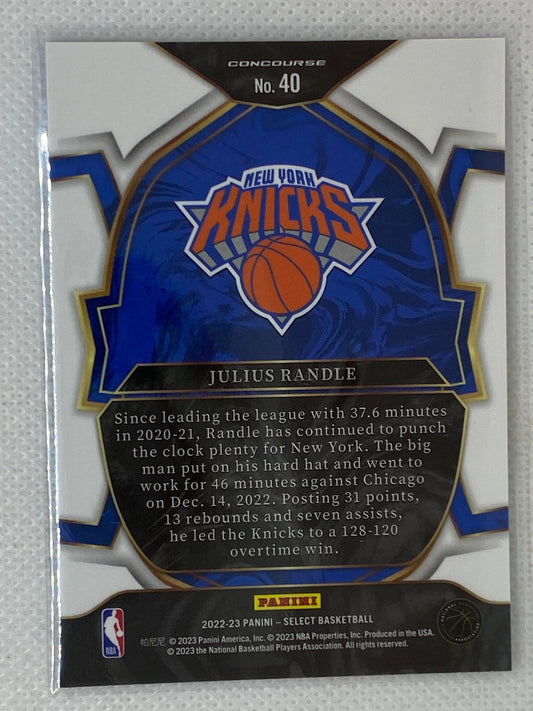 CONCOURSE
No. 40
NEW YORK
KNICKS
JULIUS RANDLE
Since leading the league with 37.6 minutes
in 2020-21, Randle has continued to punch
the clock plenty for New York. The big
man put on his hard hat and went to
work for 46 minutes against Chicago
on Dec. 14, 2022. Posting 31 points,
13 rebounds and seven assists,
he led the Knicks to a 128-120
overtime win.
PANINI
2022-23 PANINI – SELECT BASKETBALL
帕尼尼 © 2023 Panini America, Inc. © 2023 NBA Properties, Inc. Produced in the USA.
© 2023 the National Basketball Players Association. All rights reserved.
NBA